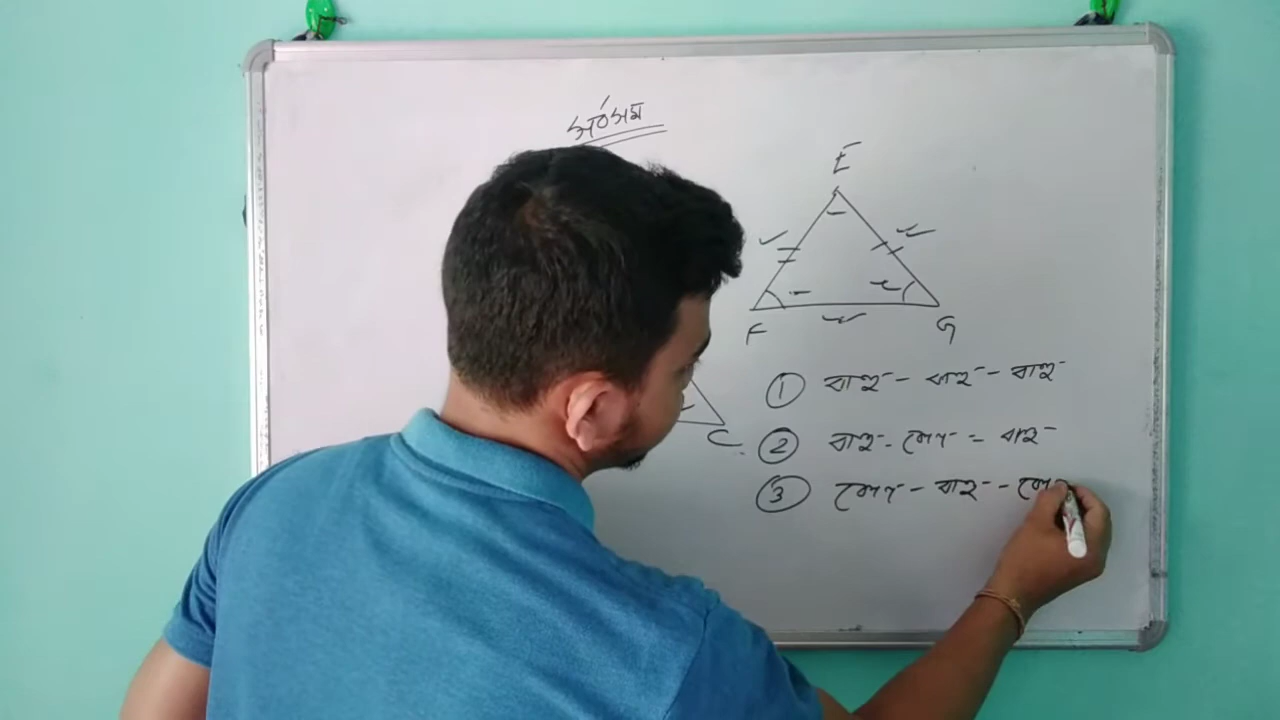 সর্বসম
E
F
G
C
① বাহু - বাহু - বাহু
② বাহু - কোণ - বাহু
③ কোণ - বাহু - কো